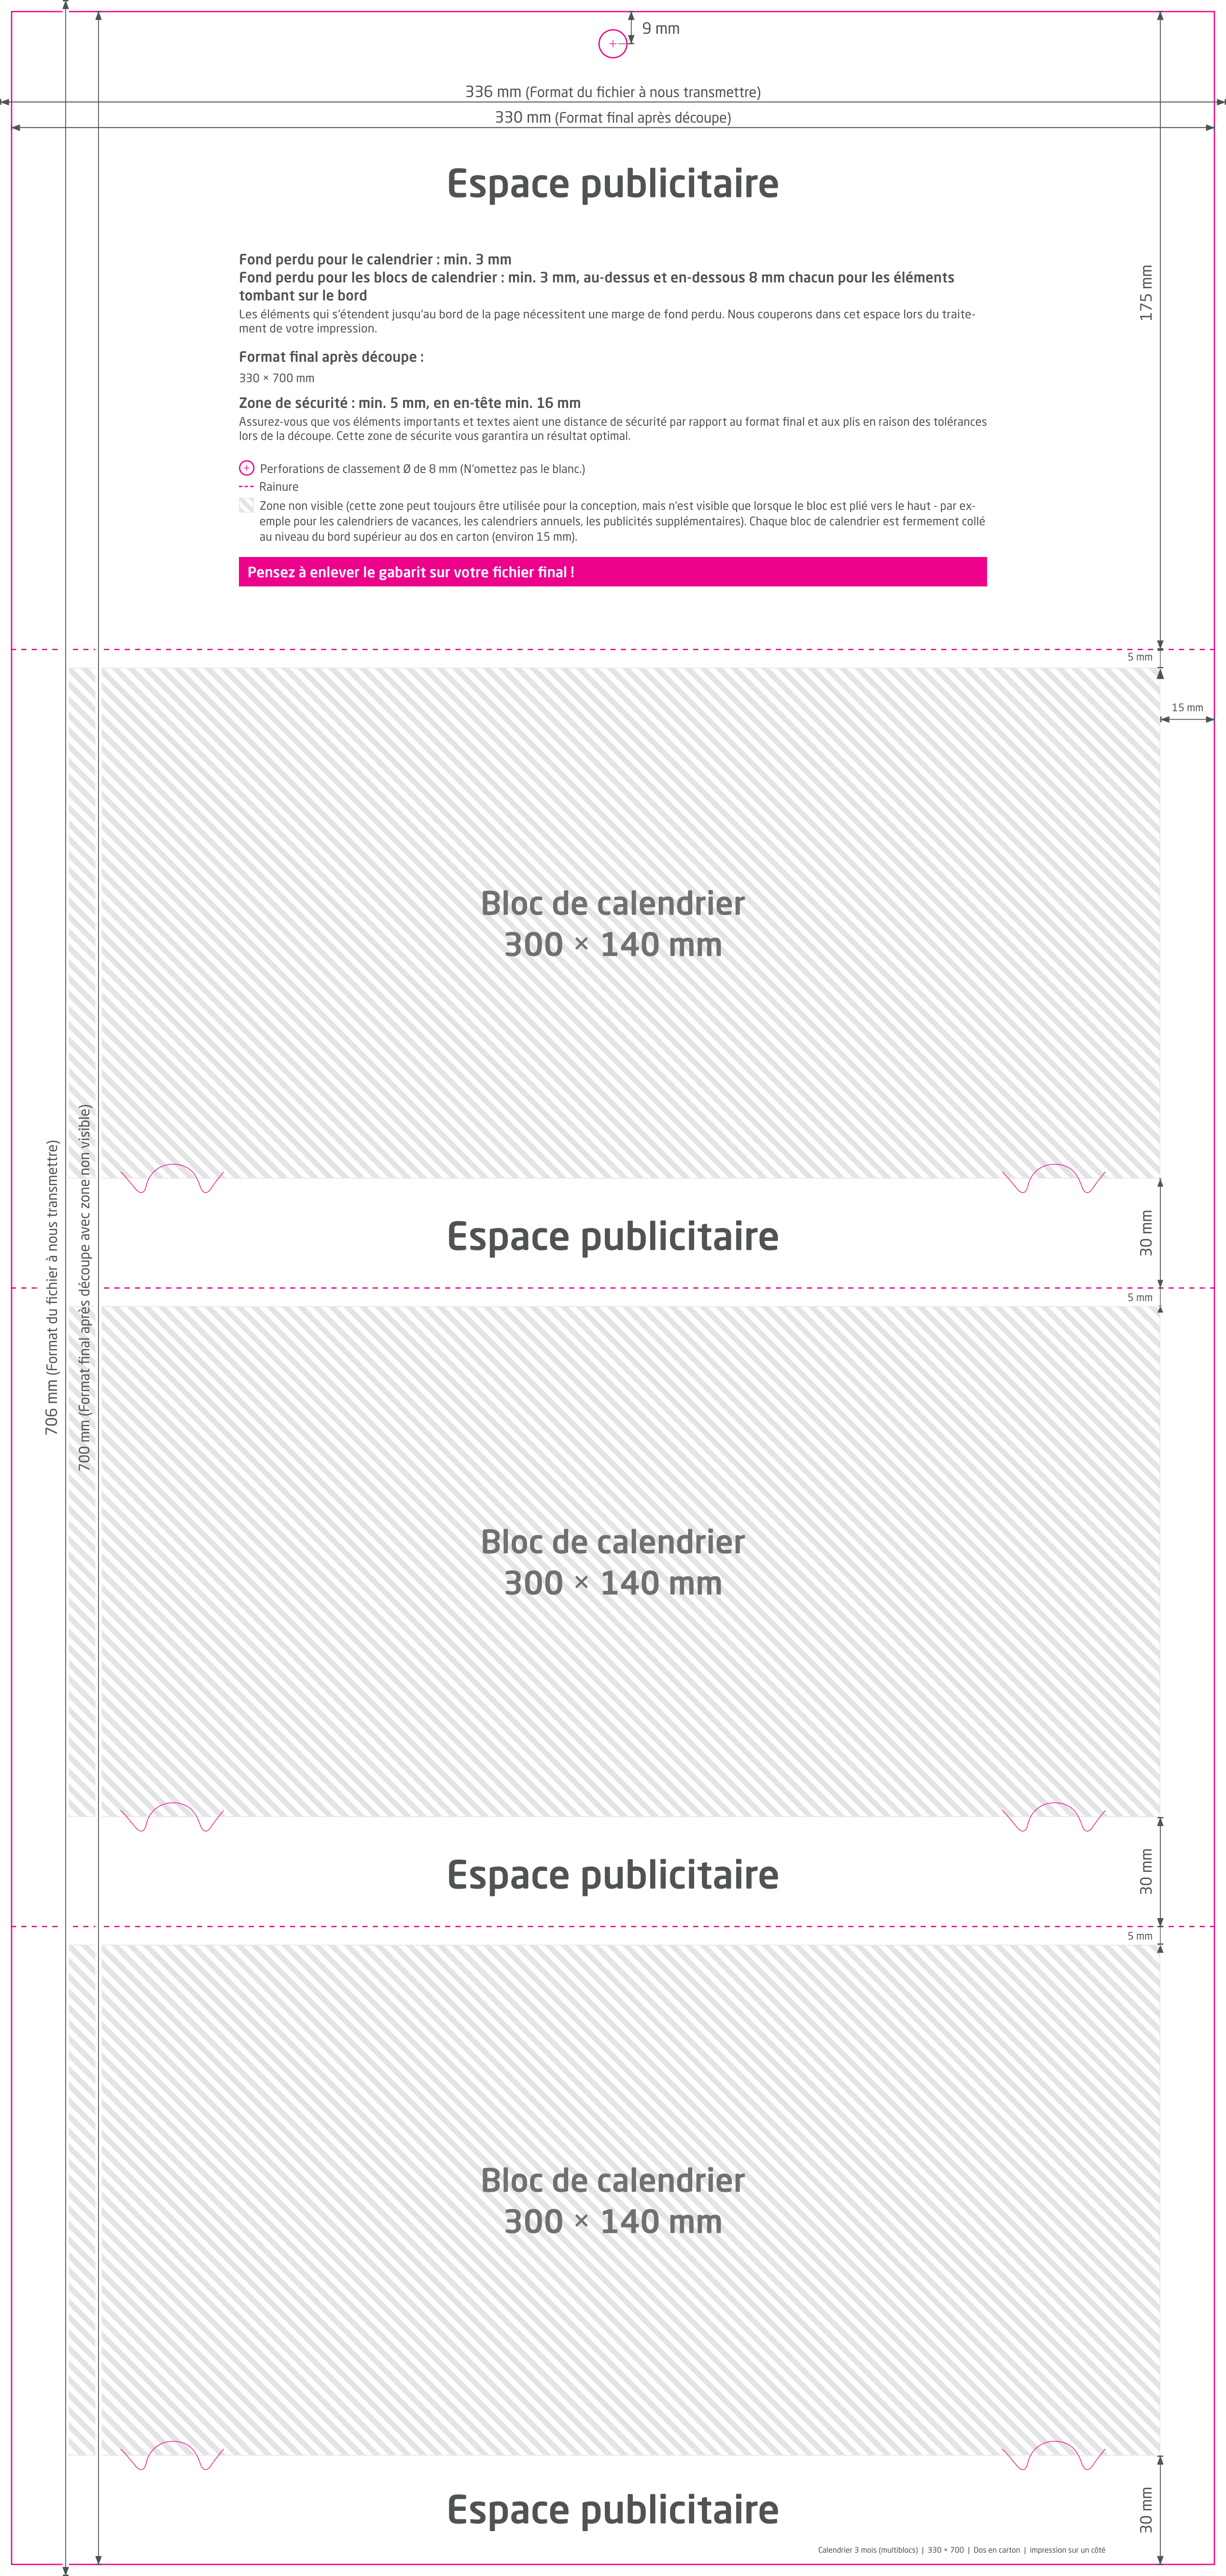 9 mm
336 mm (Format du fichier à nous transmettre)
330 mm (Format final après découpe)
Espace publicitaire
Fond perdu pour le calendrier : min. 3 mm
Fond perdu pour les blocs de calendrier : min. 3 mm, au-dessus et en-dessous 8 mm chacun pour les éléments
tombant sur le bord
Les éléments qui s'étendent jusqu'au bord de la page nécessitent une marge de fond perdu. Nous couperons dans cet espace lors du traite-
ment de votre impression.
175 mm
Format final après découpe :
330 × 700 mm
Zone de sécurité : min. 5 mm, en en-tête min. 16 mm
Assurez-vous que vos éléments importants et textes aient une distance de sécurité par rapport au format final et aux plis en raison des tolérances
lors de la découpe. Cette zone de sécurite vous garantira un résultat optimal.
Perforations de classement Ø de 8 mm (N'omettez pas le blanc.)
Rainure
Zone non visible (cette zone peut toujours être utilisée pour la conception, mais n'est visible que lorsque le bloc est plié vers le haut - par ex-
emple pour les calendriers de vacances, les calendriers annuels, les publicités supplémentaires). Chaque bloc de calendrier est fermement collé
au niveau du bord supérieur au dos en carton (environ 15 mm).
Pensez à enlever le gabarit sur votre fichier final !
5 mm
15 mm
Bloc de calendrier
300 × 140 mm
706 mm (Format du fichier à nous transmettre)
700 mm (Format final après découpe avec zone non visible)
Espace publicitaire
30 mm
5 mm
Bloc de calendrier
300 × 140 mm
Espace publicitaire
30 mm
5 mm
Bloc de calendrier
300 × 140 mm
Espace publicitaire
30 mm
Calendrier 3 mois (multiblocs) | 330 × 700 | Dos en carton | impression sur un côté